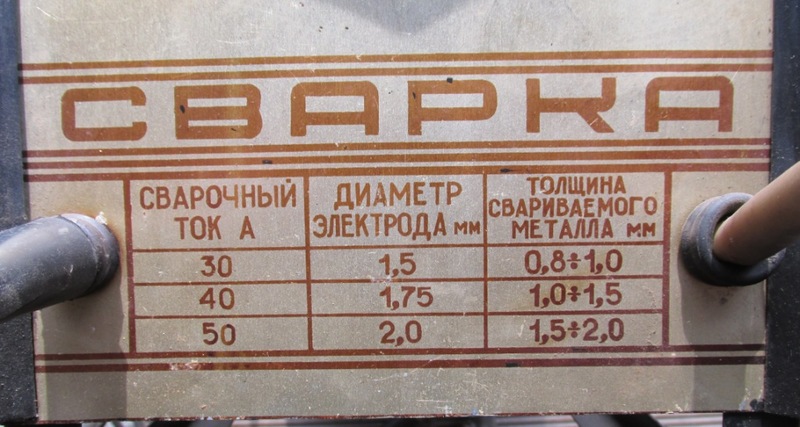 СВАРКА
СВАРОЧНЫЙ ТОК А ДИАМЕТР ЭЛЕКТРОДА мм ТОЛЩИНА СВАРИВАЕМОГО МЕТАЛЛА мм
30 1,5 0,8÷1,0
40 1,75 1,0÷1,5
50 2,0 1,5÷2,0